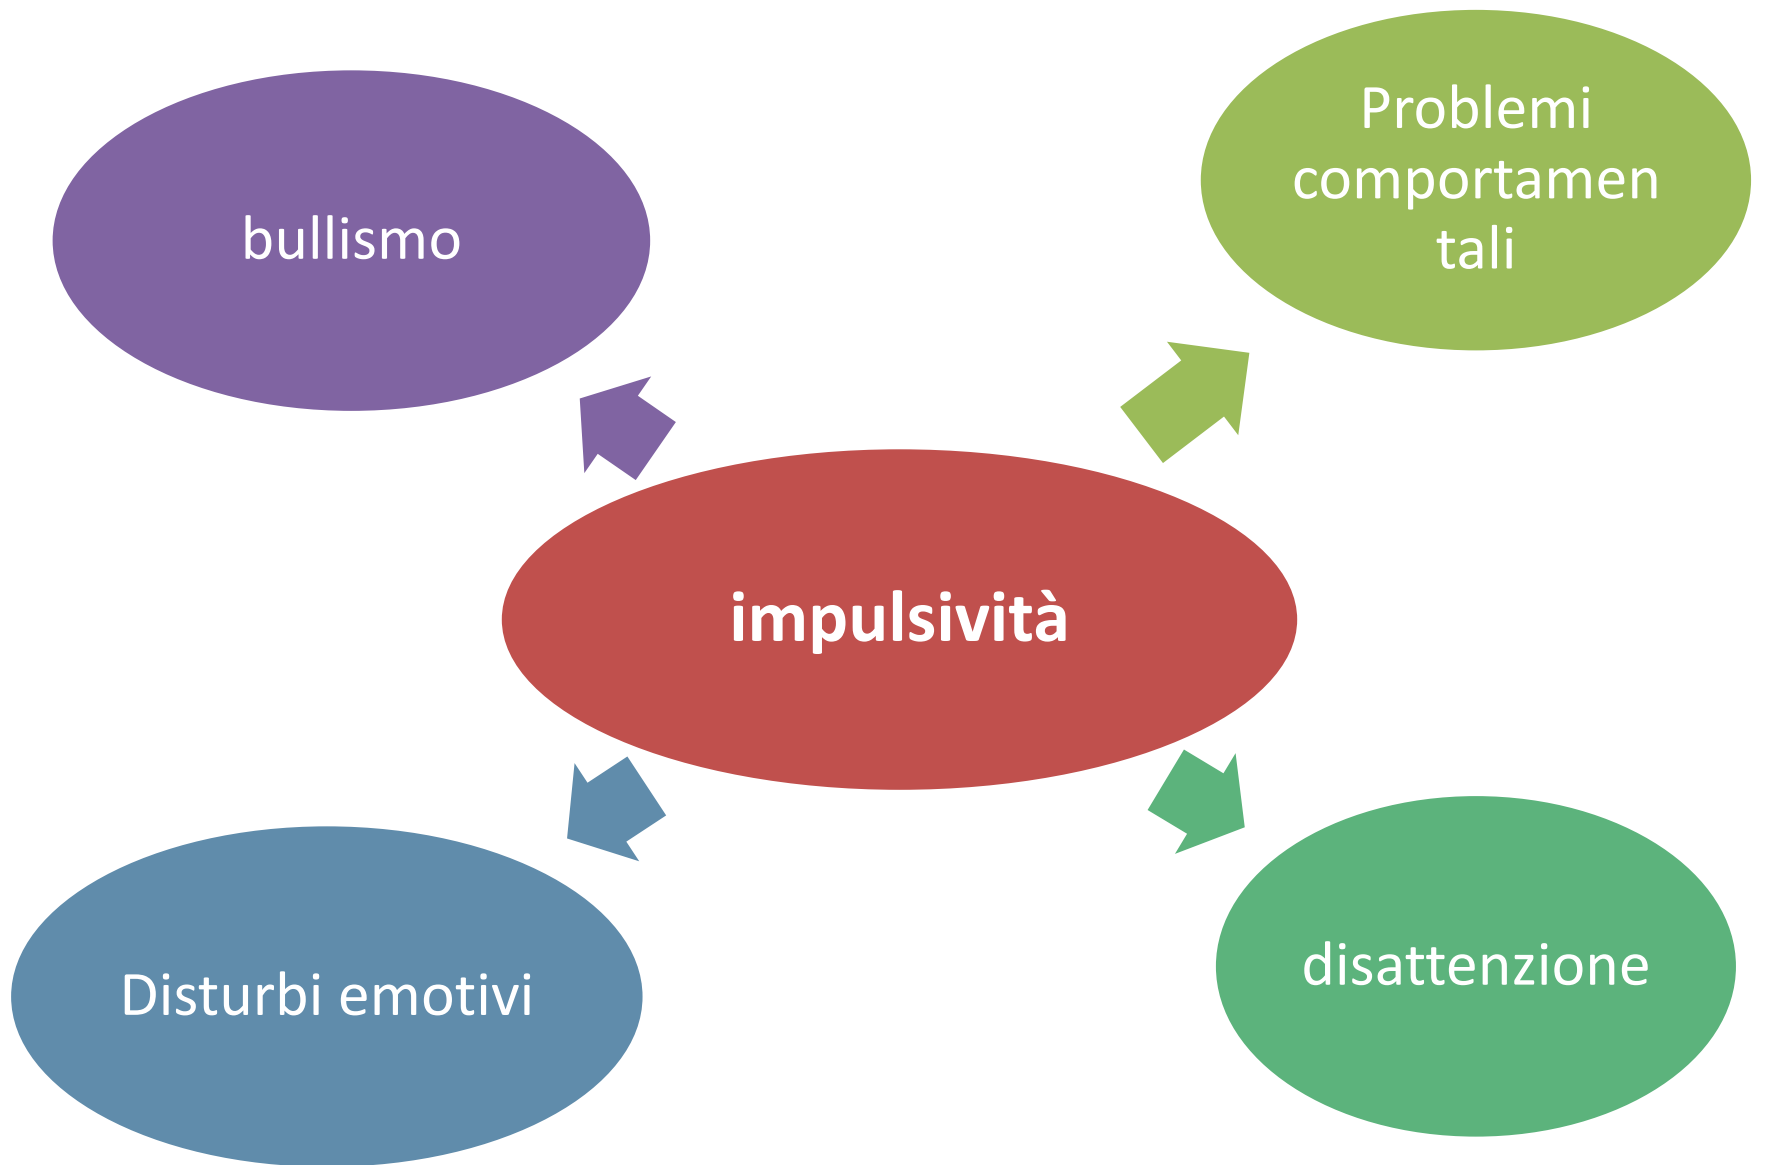 bullismo
Problemi
comportamen
tali
impulsività
Disturbi emotivi
disattenzione